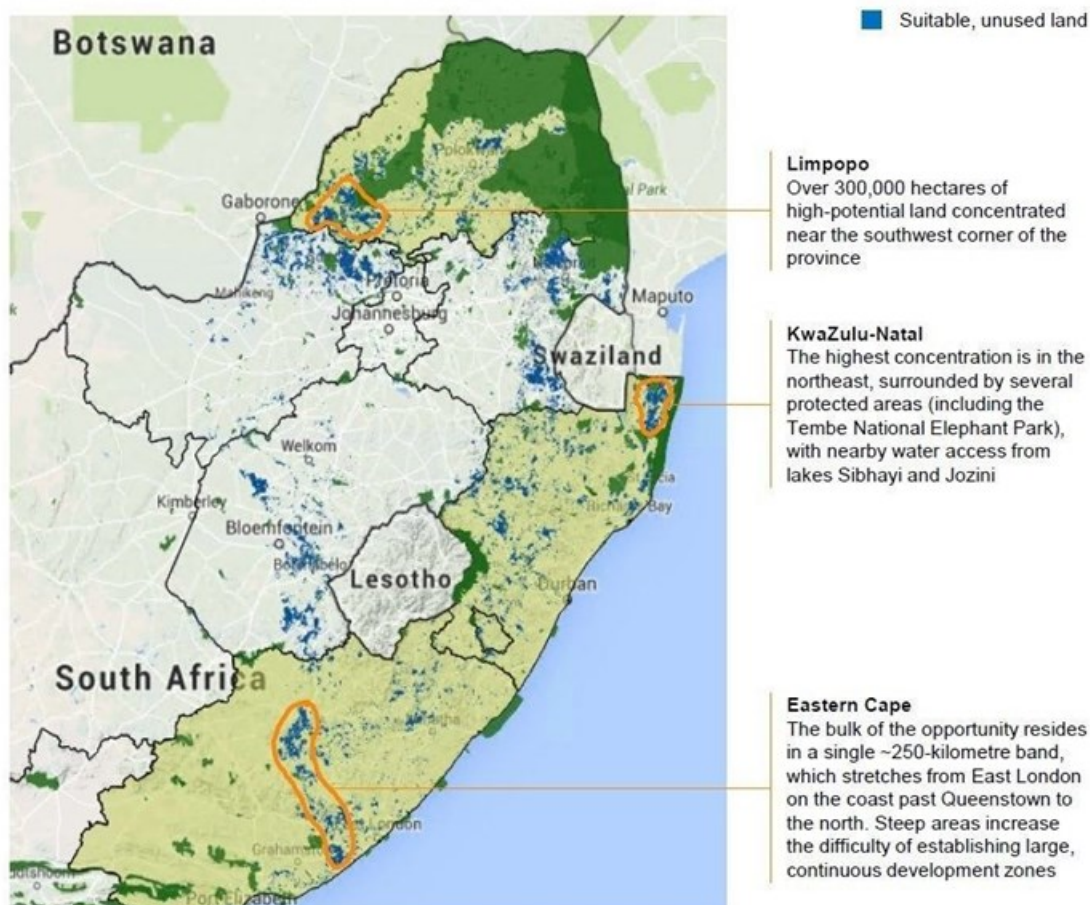 Suitable, unused land
Botswana
Limpopo
Over 300,000 hectares of
high-potential land concentrated
near the southwest corner of the
province
Gaborone
Park
Mahikeng
Pretoria
Johannesburg
Maputo
Swaziland
KwaZulu-Natal
The highest concentration is in the
northeast, surrounded by several
protected areas (including the
Tembe National Elephant Park),
with nearby water access from
lakes Sibhayi and Jozini
Welkom
Kimberley
Bay
Bloemfontein
Lesotho
Durban
South Africa
Eastern Cape
The bulk of the opportunity resides
in a single ~250-kilometre band,
which stretches from East London
on the coast past Queenstown to
the north. Steep areas increase
the difficulty of establishing large,
continuous development zones
London
Port Elizabeth